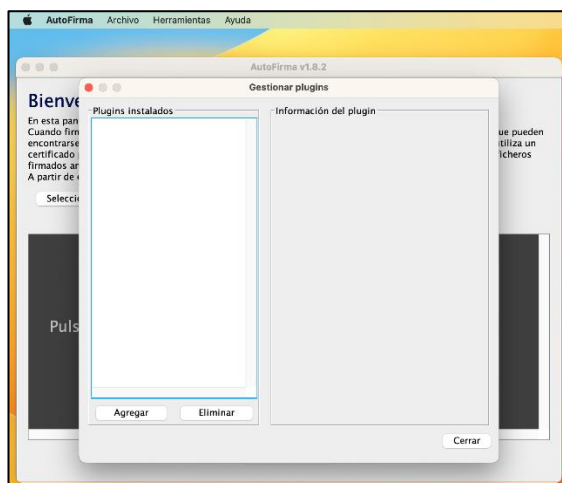 AutoFirma Archivo Herramientas Ayuda
AutoFirma v1.8.2
Gestionar plugins
Plugins instalados
Información del plugin
Bienve
En esta pan
Cuando firm
ue pueden
encontrarse
utiliza un
certificado
ficheros
firmados an
A partir de e
Selecci
Puls
Agregar Eliminar
Cerrar